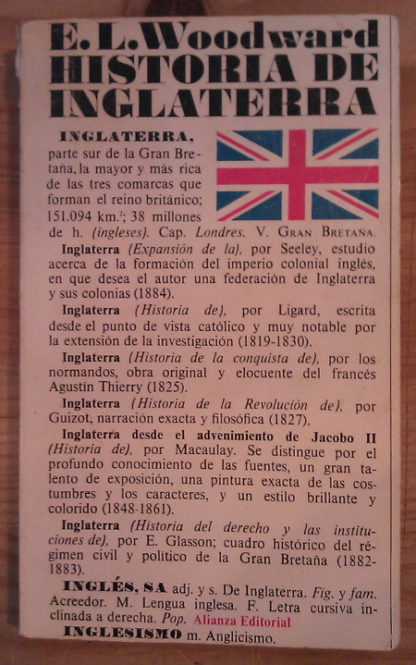 E. L. Woodward
HISTORIA DE
INGLATERRA
INGLATERRA,
parte sur de la Gran Bre-
taña, la mayor y más rica
de las tres comarcas que
forman el reino británico;
151.094 km.²; 38 millones
de h. (ingleses). Cap. Londres. V. GRAN BRETAÑA.
Inglaterra (Expansión de la), por Seeley, estudio
acerca de la formación del imperio colonial inglés,
en que desea el autor una federación de Inglaterra
y sus colonias (1884).
Inglaterra (Historia de), por Ligard, escrita
desde el punto de vista católico y muy notable por
la extensión de la investigación (1819-1830).
Inglaterra (Historia de la conquista de), por los
normandos, obra original y elocuente del francés
Agustín Thierry (1825).
Inglaterra (Historia de la Revolución de), por
Guizot, narración exacta y filosófica (1827),
Inglaterra desde el advenimiento de Jacobo II
(Historia de), por Macaulay. Se distingue por el
profundo conocimiento de las fuentes, un gran ta-
lento de exposición, una pintura exacta de las cos-
tumbres y los caracteres, y un estilo brillante y
colorido (1848-1861).
Inglaterra (Historia del derecho y las institu-
ciones de), por E. Glasson; cuadro histórico del ré-
gimen civil y político de la Gran Bretaña (1882-
1883).
INGLÉS, SA adj. y s. De Inglaterra. Fig. y fam.
Acreedor. M. Lengua inglesa. F. Letra cursiva in-
clinada a derecha. Pop. Alianza Editorial
INGLESISMO m. Anglicismo.